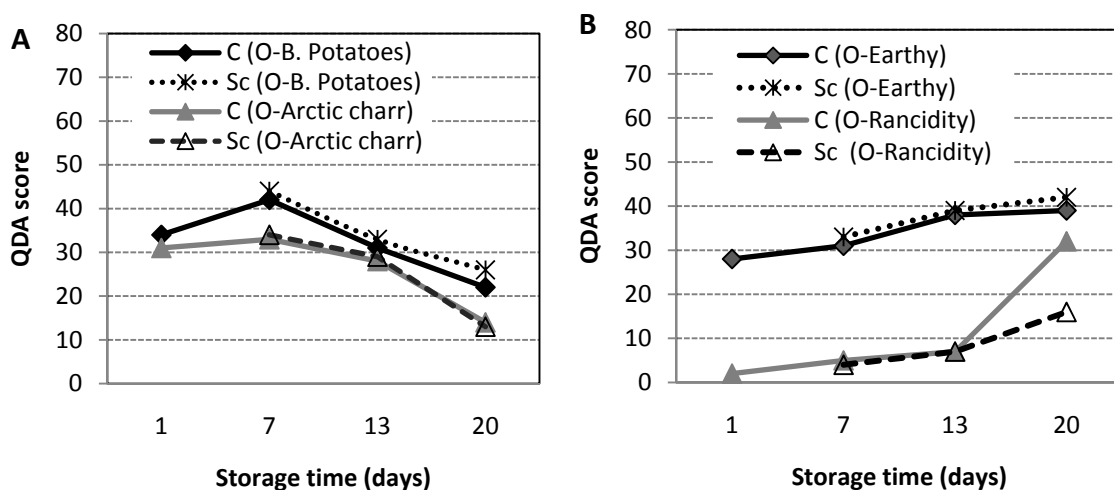 A
C (O-B. Potatoes)
Sc (O-B. Potatoes)
C (O-Arctic charr)
Sc (O-Arctic charr)
QDA score
80
70
60
50
40
30
20
10
0
1 7 13 20
Storage time (days)
B
C (O-Earthy)
Sc (O-Earthy)
C (O-Rancidity)
Sc (O-Rancidity)
QDA score
80
70
60
50
40
30
20
10
0
1 7 13 20
Storage time (days)